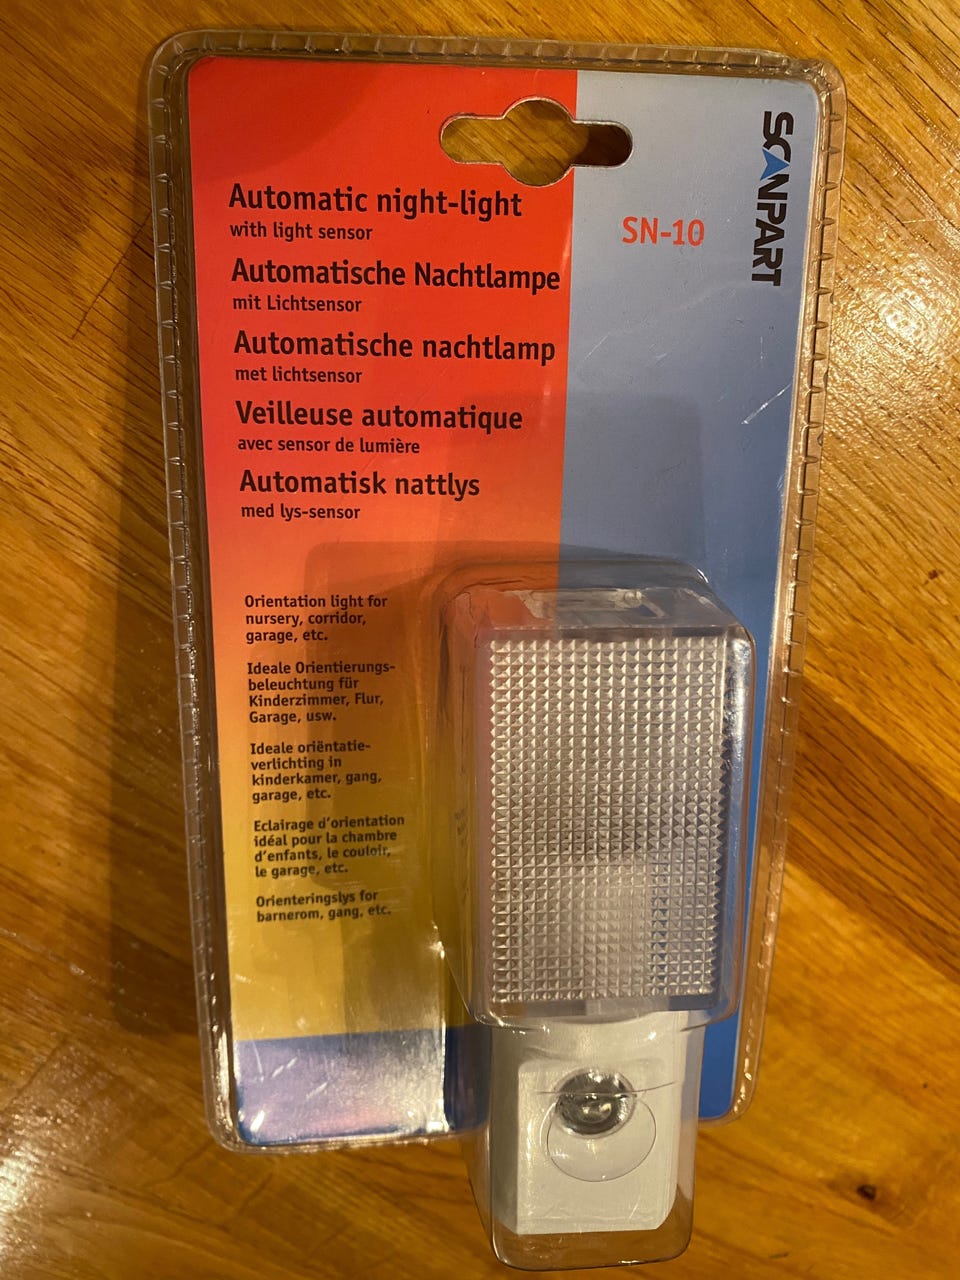 Automatic night-light
with light sensor
Automatische Nachtlampe
mit Lichtsensor
Automatische nachtlamp
met lichtsensor
Veilleuse automatique
avec sensor de lumière
Automatisk nattlys
med lys-sensor
SN-10
SCANPART
Orientation light for
nursery, corridor,
garage, etc.
Ideale Orientierungs-
beleuchtung für
Kinderzimmer, Flur,
Garage, usw.
Ideale oriëntatie-
verlichting in
kinderkamer, gang,
garage, etc.
Eclairage d'orientation
idéal pour la chambre
d'enfants, le couloir,
le garage, etc.
Orienteringslys for
barnerom, gang, etc.